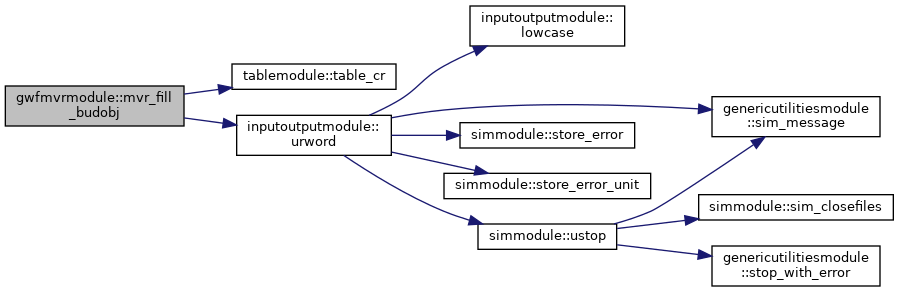 gwfmvrmodule::mvr_fill
_budobj
tablemodule::table_cr
inputoutputmodule::
urword
inputoutputmodule::
lowcase
genericutilitiesmodule
::sim_message
simmodule::store_error
simmodule::store_error_unit
simmodule::ustop
simmodule::sim_closefiles
genericutilitiesmodule
::stop_with_error